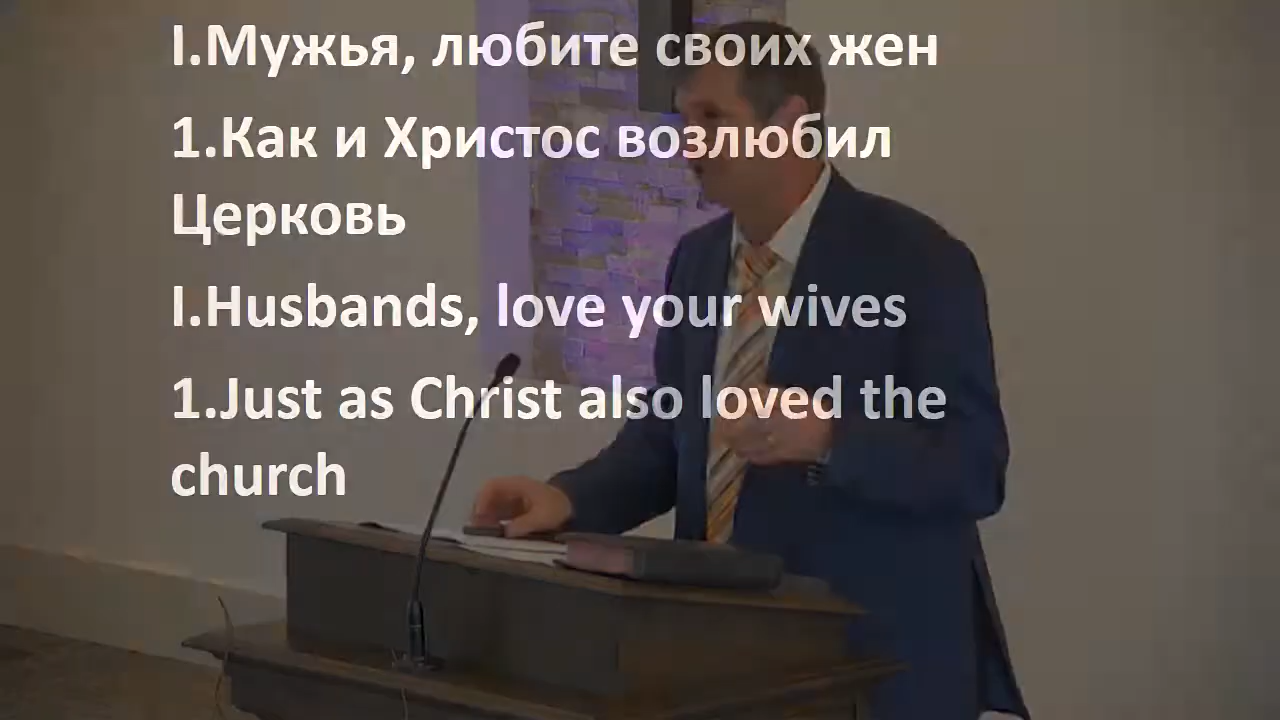 I.Мужья, любите своих жен
1.Как и Христос возлюбил
Церковь
I.Husbands, love your wives
1.Just as Christ also loved the
church